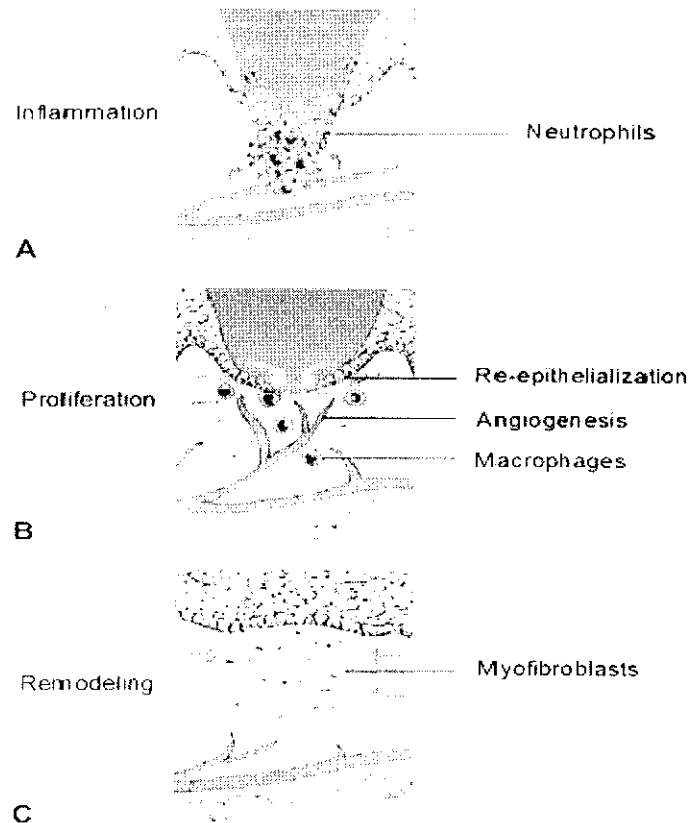 Inflammation
Neutrophils
A
Proliferation
Re-epithelialization
Angiogenesis
Macrophages
B
Remodeling
Myofibroblasts
C